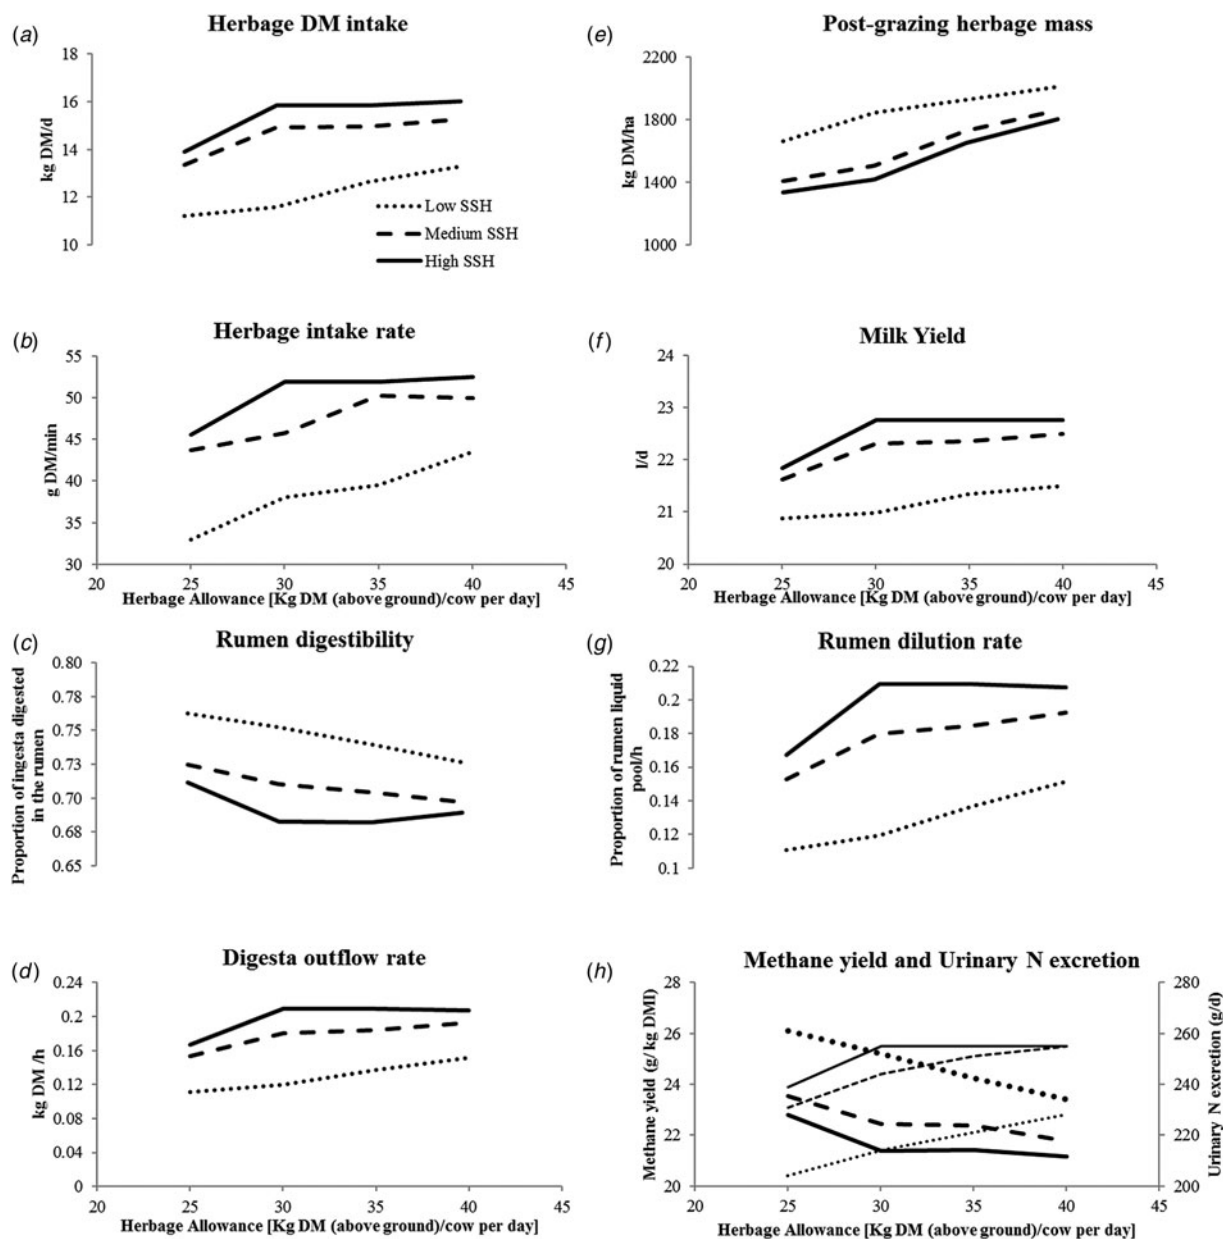 (a) Herbage DM intake
kg DM/d
18
16
14
12
10
Low SSH
Medium SSH
High SSH
(e) Post-grazing herbage mass
kg DM/ha
2200
1800
1400
1000
(b) Herbage intake rate
g DM/min
55
50
45
40
35
30
20 25 30 35 40 45
Herbage Allowance [Kg DM (above ground)/cow per day]
(f) Milk Yield
l/d
24
23
22
21
20
20 25 30 35 40 45
Herbage Allowance [Kg DM (above ground)/cow per day]
(c) Rumen digestibility
Proportion of ingesta digested
in the rumen
0.80
0.78
0.75
0.73
0.70
0.68
0.65
(g) Rumen dilution rate
Proportion of rumen liquid
pool/h
0.22
0.2
0.18
0.16
0.14
0.12
0.1
(d) Digesta outflow rate
kg DM /h
0.24
0.2
0.16
0.12
0.08
0.04
0
20 25 30 35 40 45
Herbage Allowance [Kg DM (above ground)/cow per day]
(h) Methane yield and Urinary N excretion
Methane yield (g/ kg DMI)
28
26
24
22
20
280
260
240
220
200
Urinary N excretion (g/d)
20 25 30 35 40 45
Herbage Allowance [Kg DM (above ground)/cow per day]